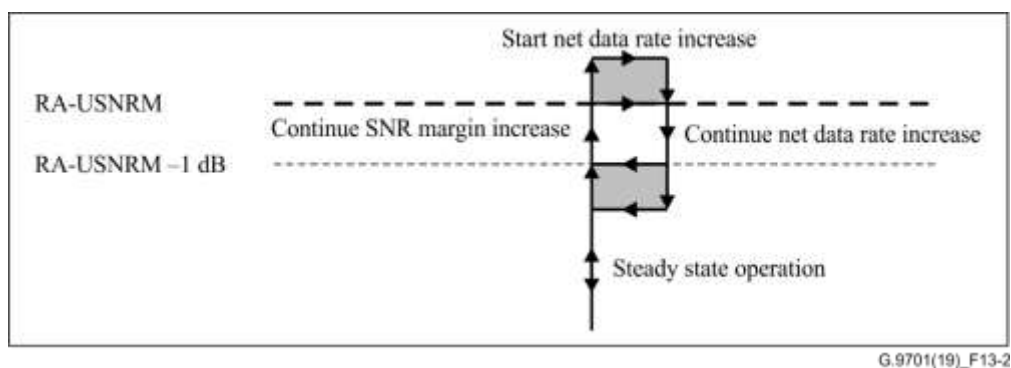 Start net data rate increase
RA-USNRM
Continue SNR margin increase
Continue net data rate increase
RA-USNRM –1 dB
Steady state operation
G.9701(19)_F13-2